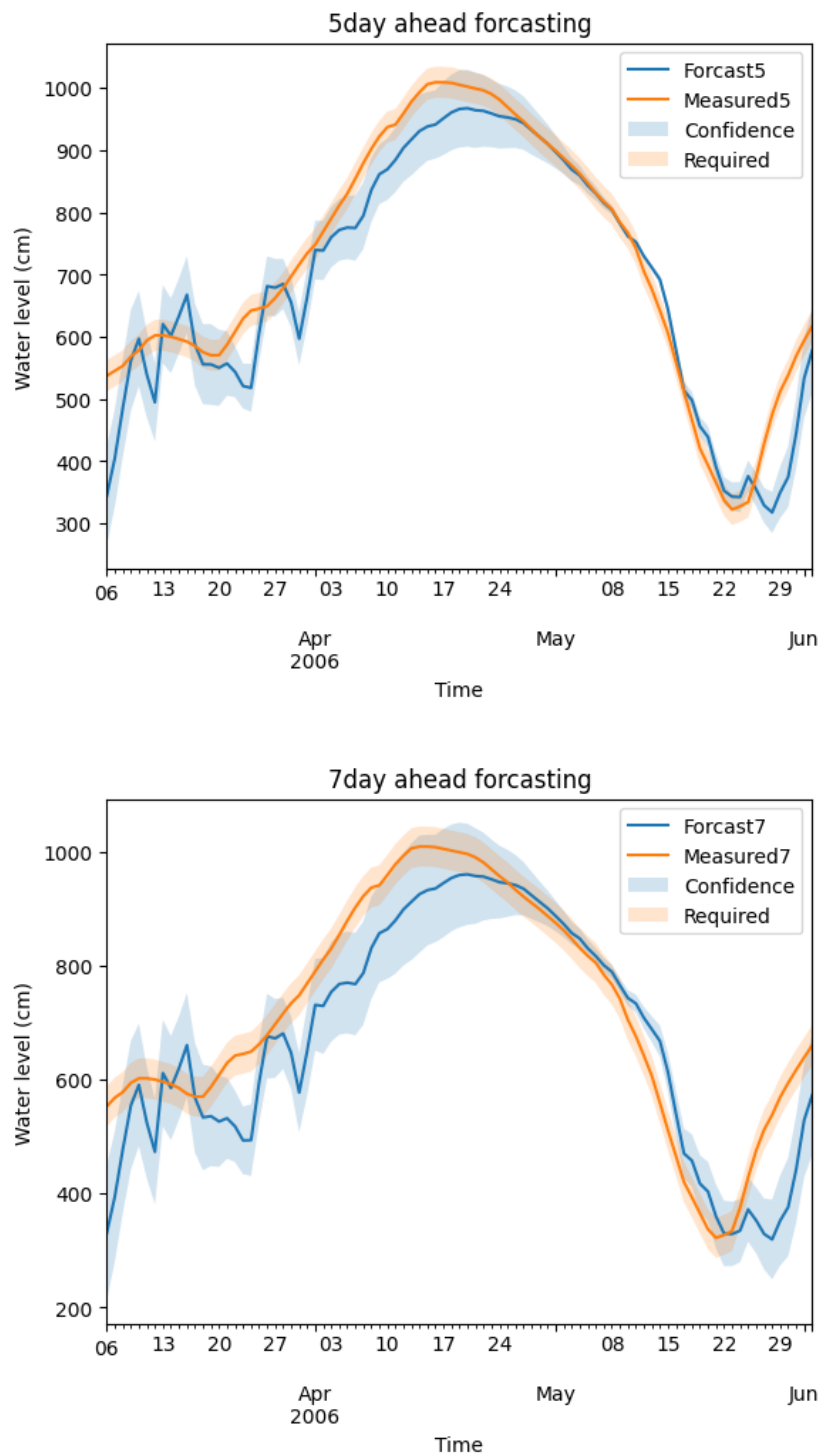 5day ahead forcasting
Forcast5
Measured5
Confidence
Required
1000
900
800
700
600
500
400
300
Water level (cm)
06 13 20 27 03 10 17 24 08 15 22 29
Apr May Jun
2006
Time
7day ahead forcasting
Forcast7
Measured7
Confidence
Required
1000
800
600
400
200
Water level (cm)
06 13 20 27 03 10 17 24 08 15 22 29
Apr May Jun
2006
Time